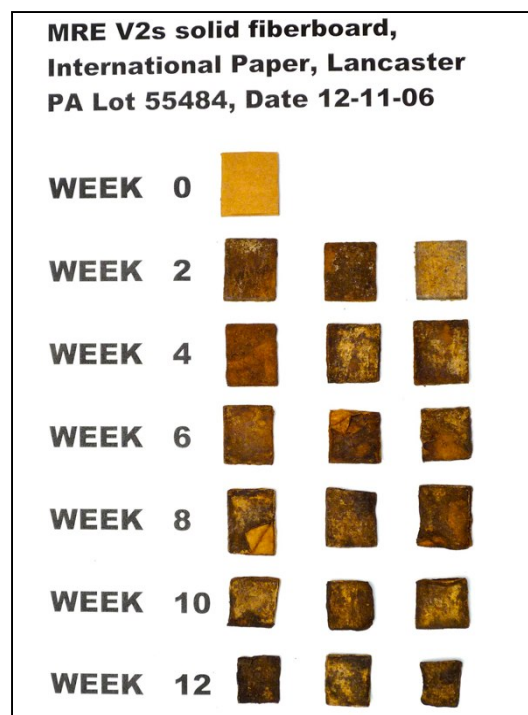 MRE V2s solid fiberboard,
International Paper, Lancaster
PA Lot 55484, Date 12-11-06
WEEK 0
WEEK 2
WEEK 4
WEEK 6
WEEK 8
WEEK 10
WEEK 12